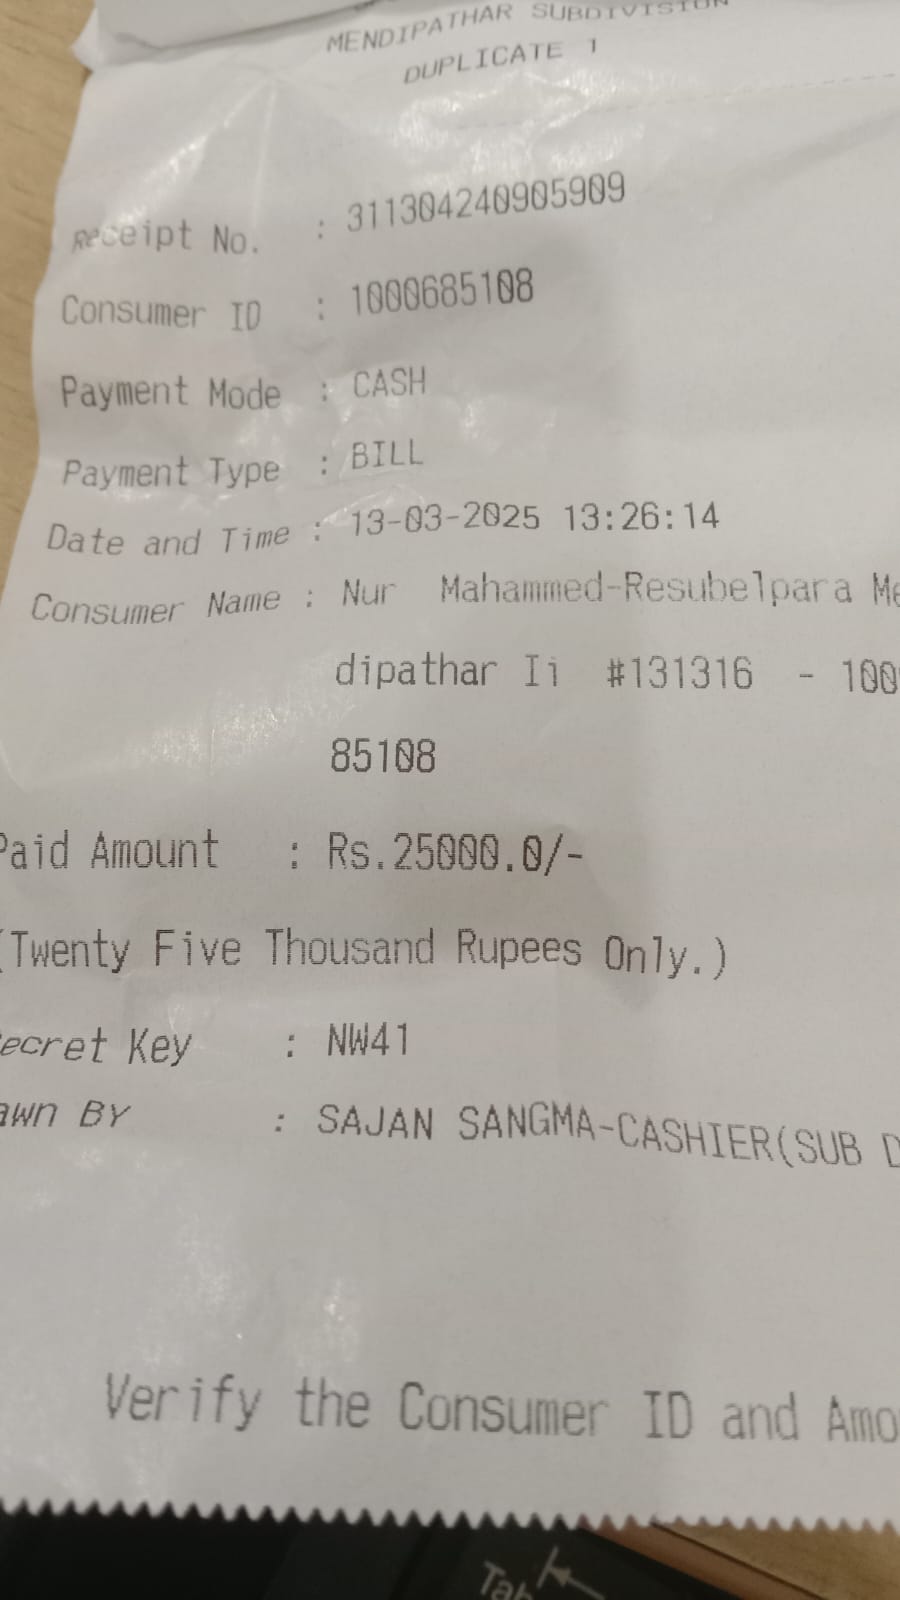 MENDIPATHAR SUBDIVISION
DUPLICATE 1
Receipt No. : 311304240905909
Consumer ID : 1000685108
Payment Mode : CASH
Payment Type : BILL
Date and Time : 13-03-2025 13:26:14
Consumer Name : Nur Mahammed-Resubelpara Me
dipathar Ii #131316 - 100
85108
Paid Amount : Rs.25000.0/-
(Twenty Five Thousand Rupees Only.)
ecret Key : NW41
awn BY : SAJAN SANGMA-CASHIER(SUB D
Verify the Consumer ID and Amo
Tab